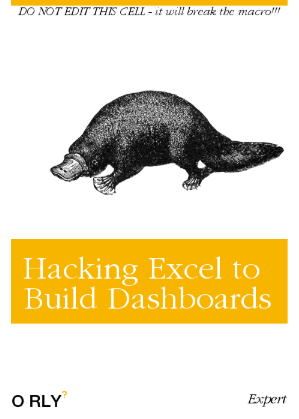 DO NOT EDIT THIS CELL - it will break the macro!!!
Hacking Excel to
Build Dashboards
O RLY?
Expert